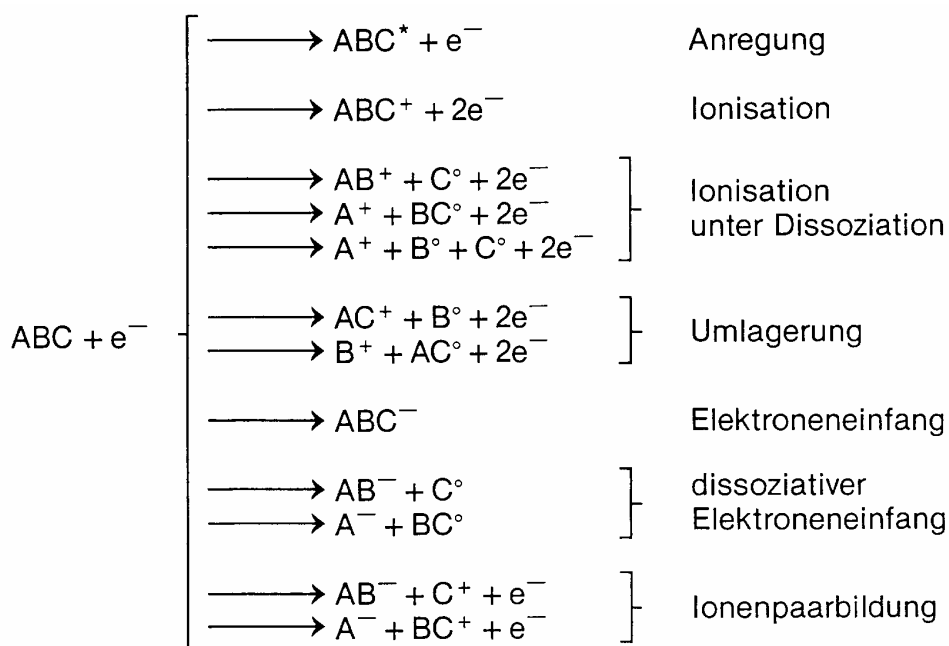 ABC* + e⁻ Anregung
ABC⁺ + 2e⁻ Ionisation
AB⁺ + C° + 2e⁻
A⁺ + BC° + 2e⁻
A⁺ + B° + C° + 2e⁻
Ionisation
unter Dissoziation
ABC + e⁻
AC⁺ + B° + 2e⁻
B⁺ + AC° + 2e⁻
Umlagerung
ABC⁻ Elektroneneinfang
AB⁻ + C°
A⁻ + BC°
dissoziativer
Elektroneneinfang
AB⁻ + C⁺ + e⁻
A⁻ + BC⁺ + e⁻
Ionenpaarbildung